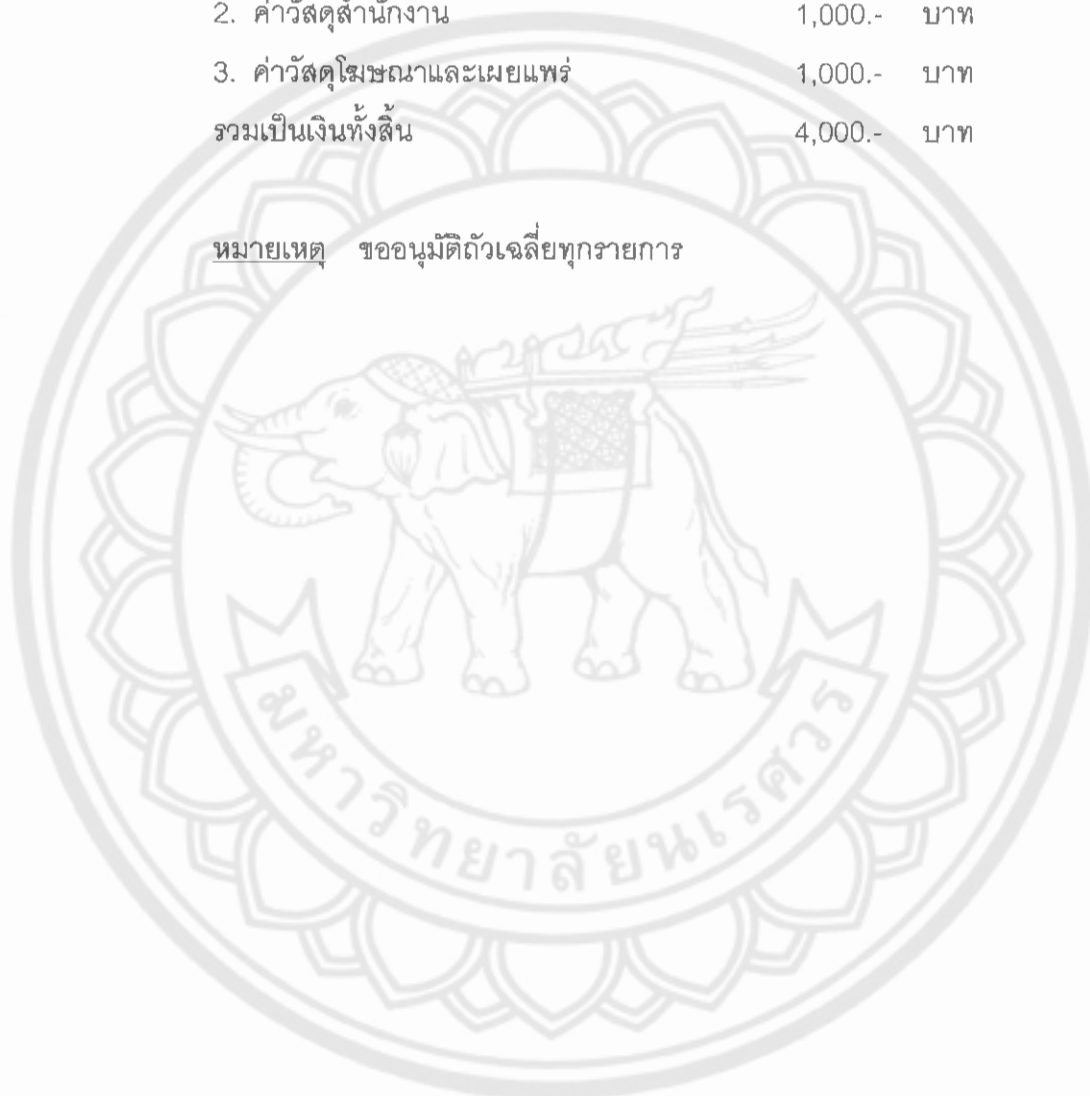 2. ค่าวัสดุสำนักงาน 1,000.- บาท
3. ค่าวัสดุโฆษณาและเผยแพร่ 1,000.- บาท
รวมเป็นเงินทั้งสิ้น 4,000.- บาท
หมายเหตุ ขออนุมัติถัวเฉลี่ยทุกรายการ
มหาวิทยาลัยนเรศวร